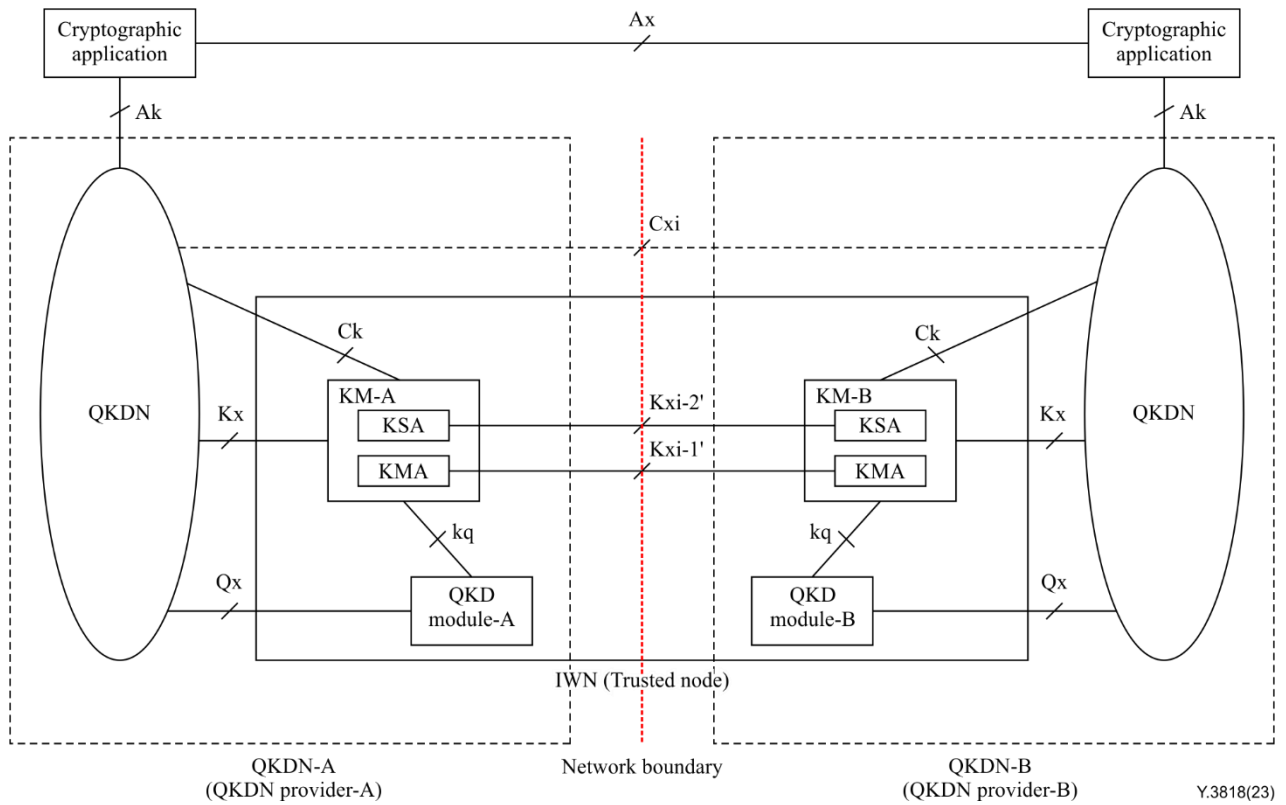 Cryptographic
application
Ax
Cryptographic
application
Ak
Ak
Cxi
Ck
Ck
KM-A
KM-B
QKDN
Kx
KSA
Kxi-2'
KSA
Kx
QKDN
KMA
Kxi-1'
KMA
kq
kq
Qx
QKD
module-A
QKD
module-B
Qx
IWN (Trusted node)
QKDN-A
(QKDN provider-A)
Network boundary
QKDN-B
(QKDN provider-B)
Y.3818(23)